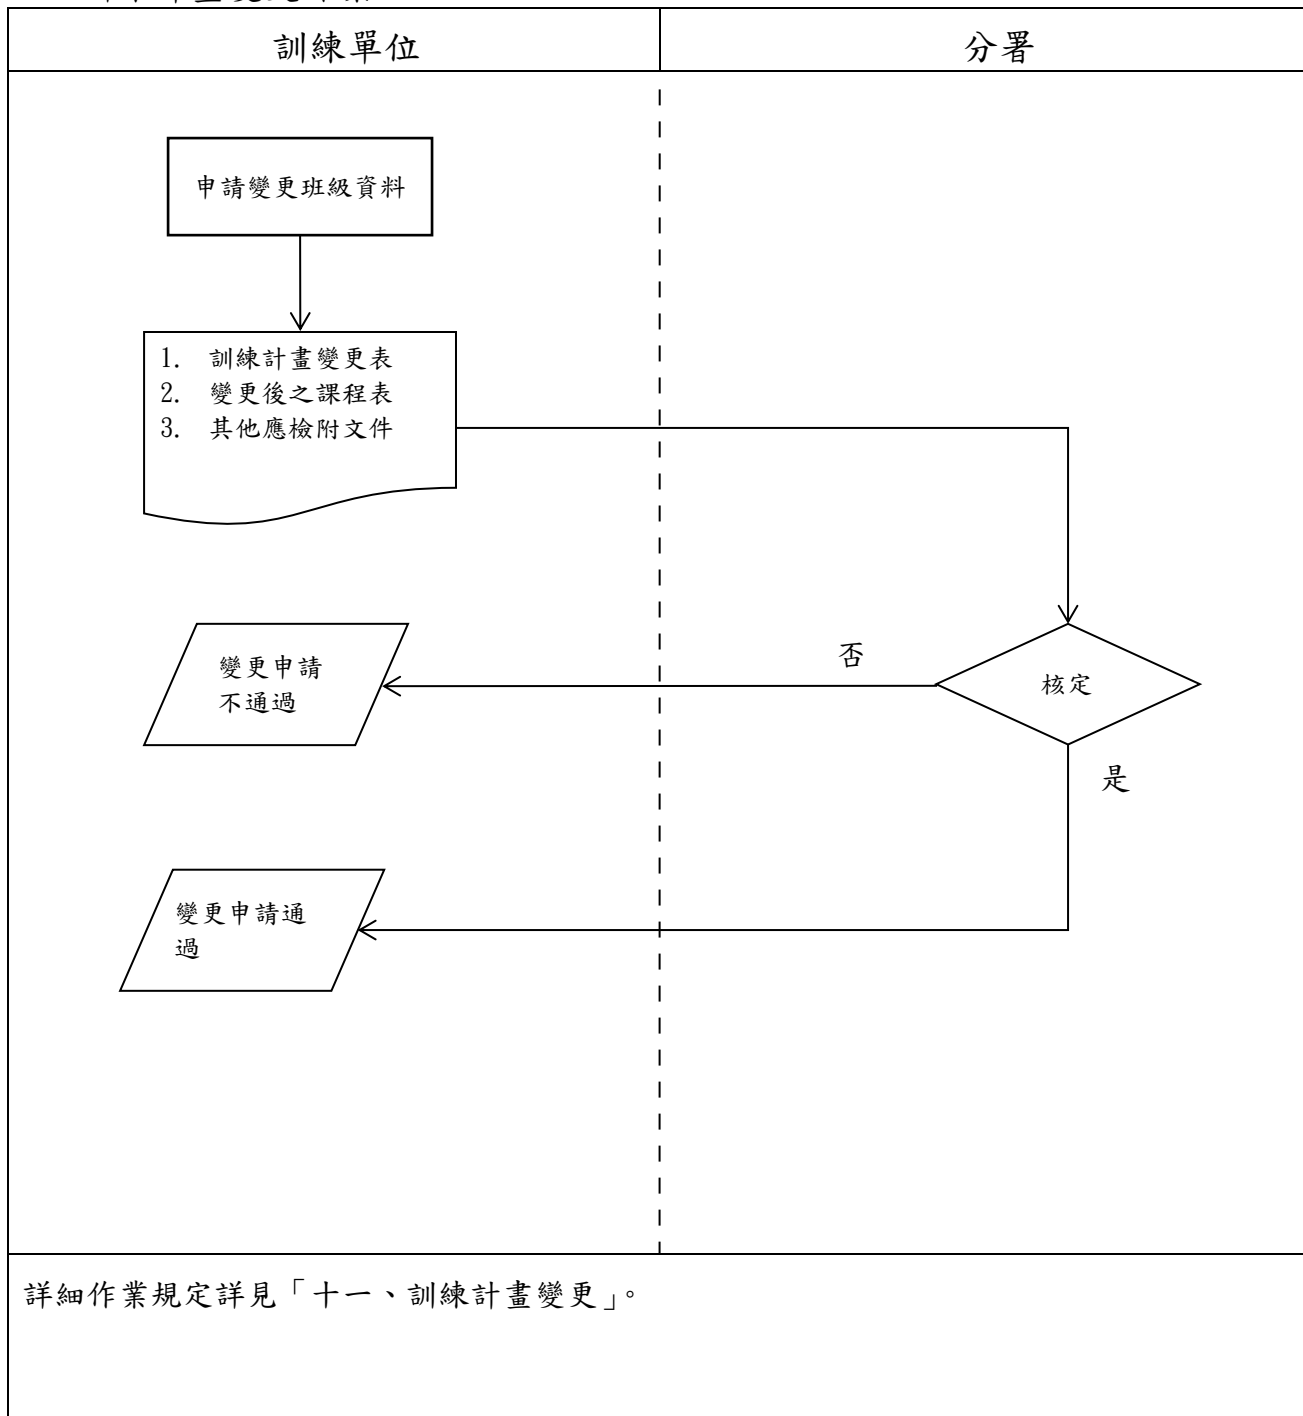 訓練單位
分署
申請變更班級資料
1. 訓練計畫變更表
2. 變更後之課程表
3. 其他應檢附文件
變更申請
不通過
否
核定
是
變更申請通
過
詳細作業規定詳見「十一、訓練計畫變更」。